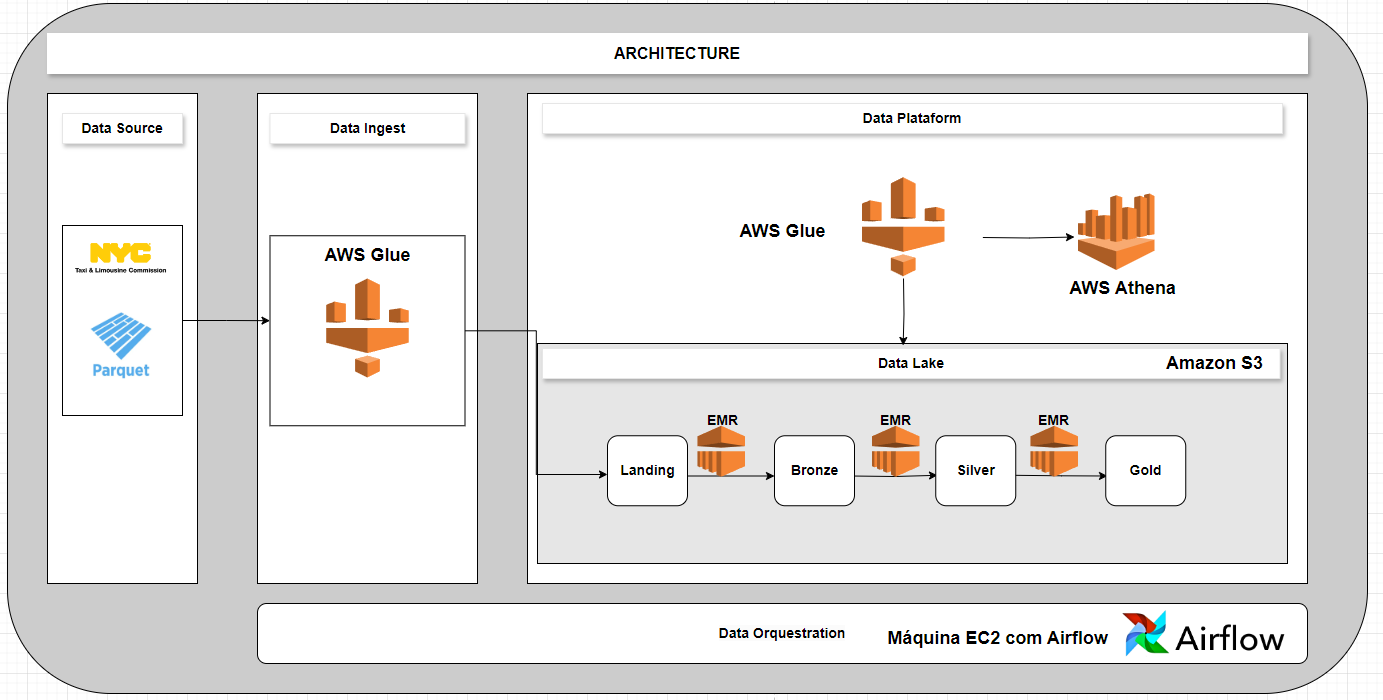 ARCHITECTURE
Data Source
Data Ingest
Data Plataform
NYC
Taxi & Limousine Commission
Parquet
AWS Glue
AWS Glue
AWS Athena
Data Lake
Amazon S3
EMR
EMR
EMR
Landing
Bronze
Silver
Gold
Data Orquestration
Máquina EC2 com Airflow
Airflow